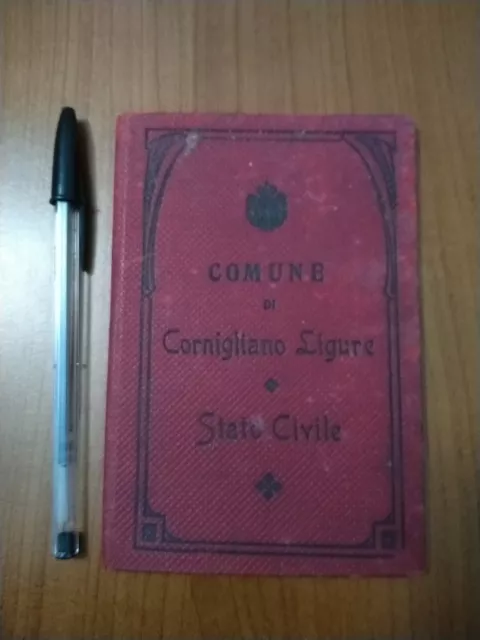 COMUNE
DI
Cornigliano Ligure
Stato Civile